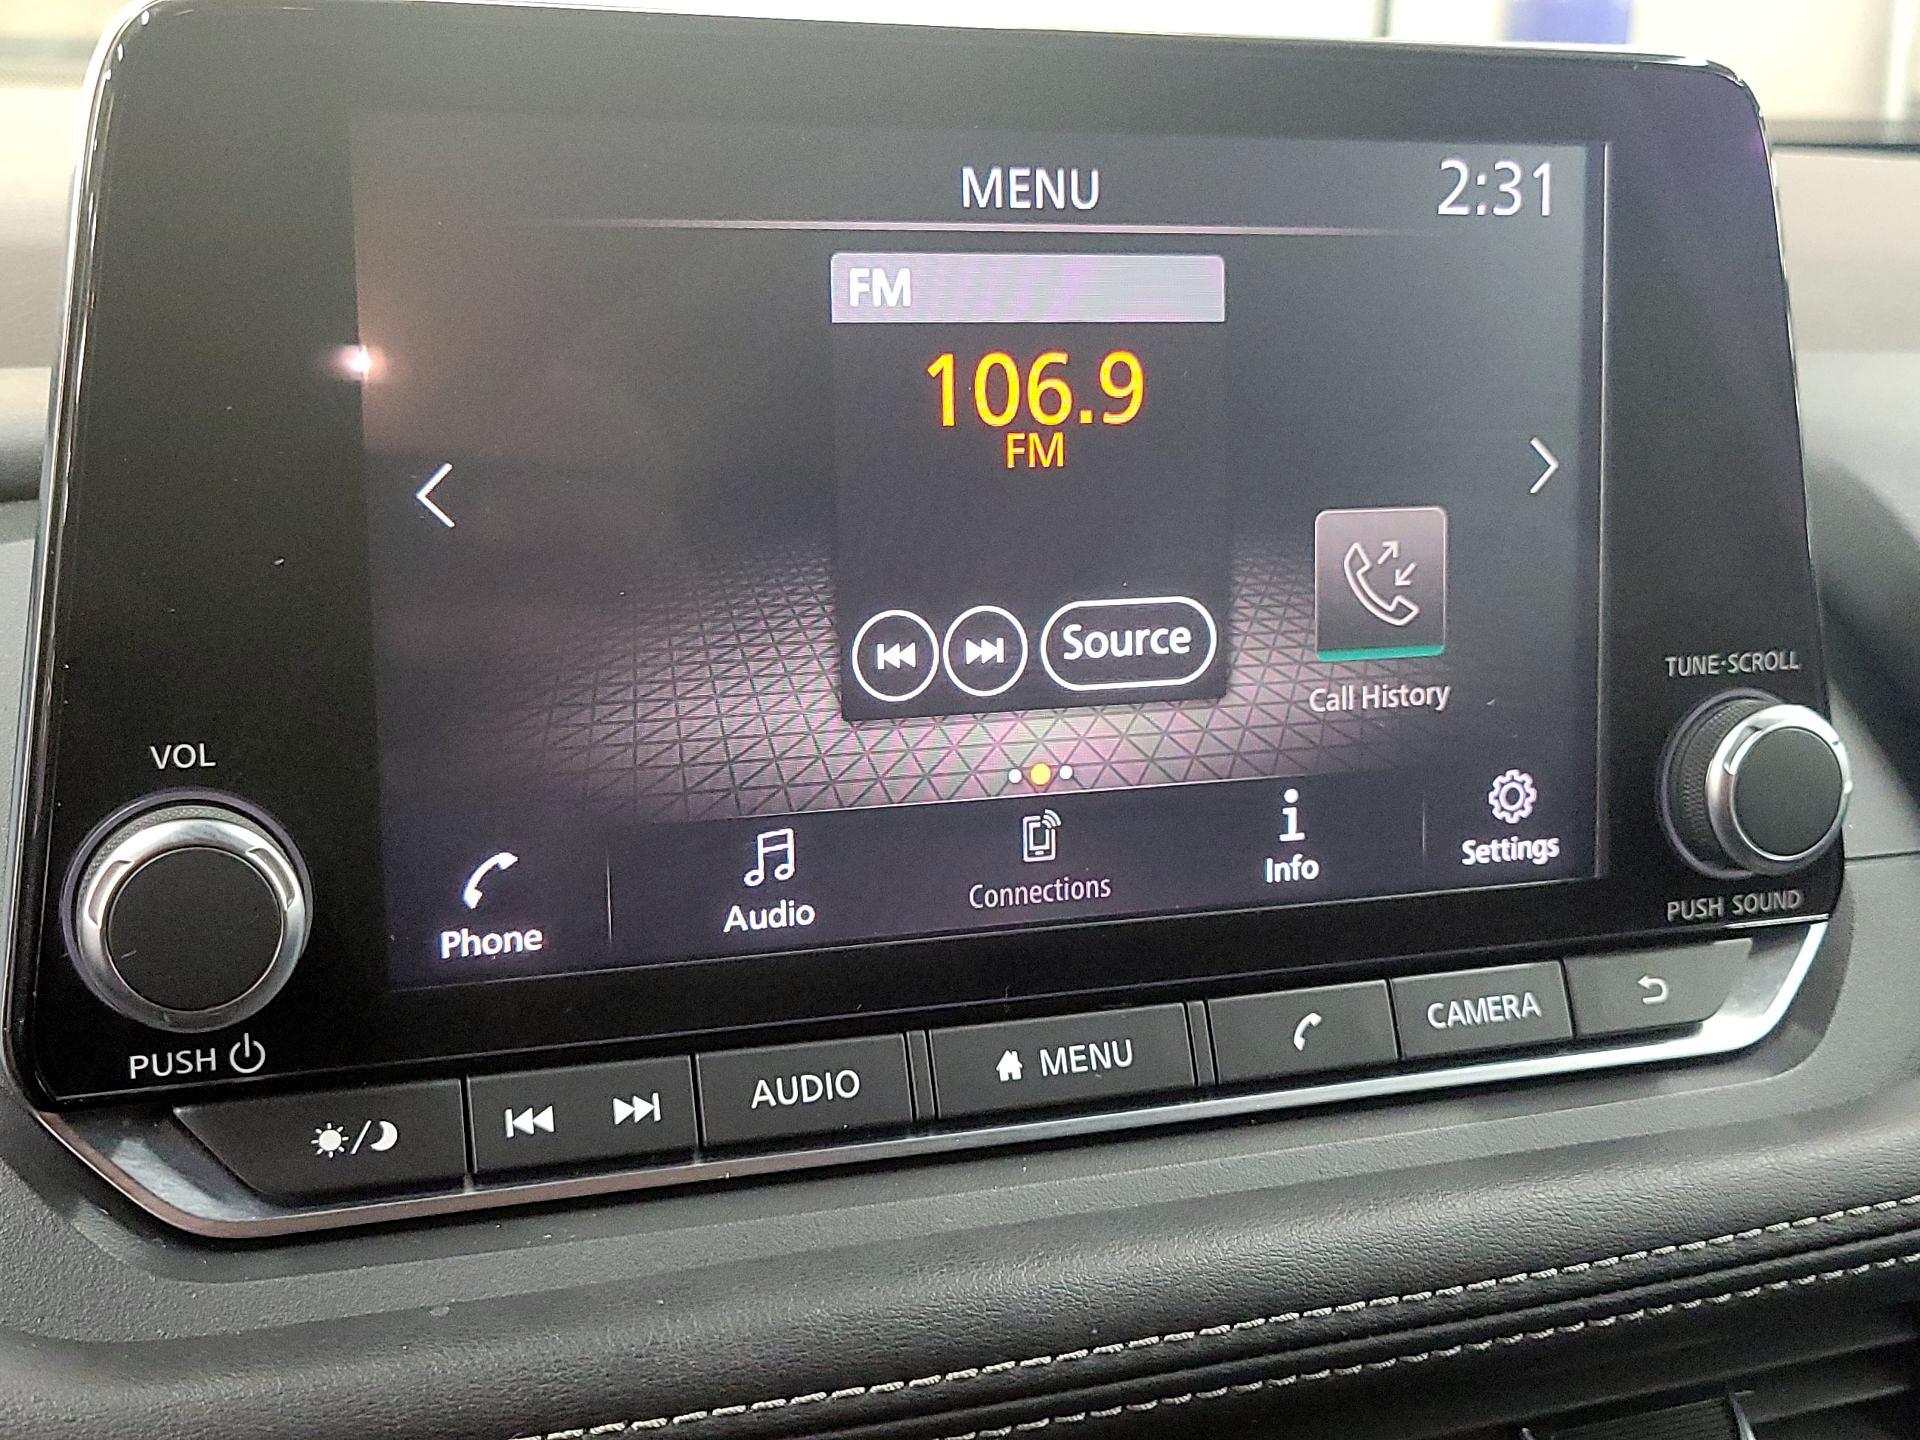 MENU
2:31
FM
106.9
FM
Source
Call History
Phone
Audio
Connections
Info
Settings
VOL
PUSH
TUNE·SCROLL
PUSH SOUND
AUDIO
MENU
CAMERA